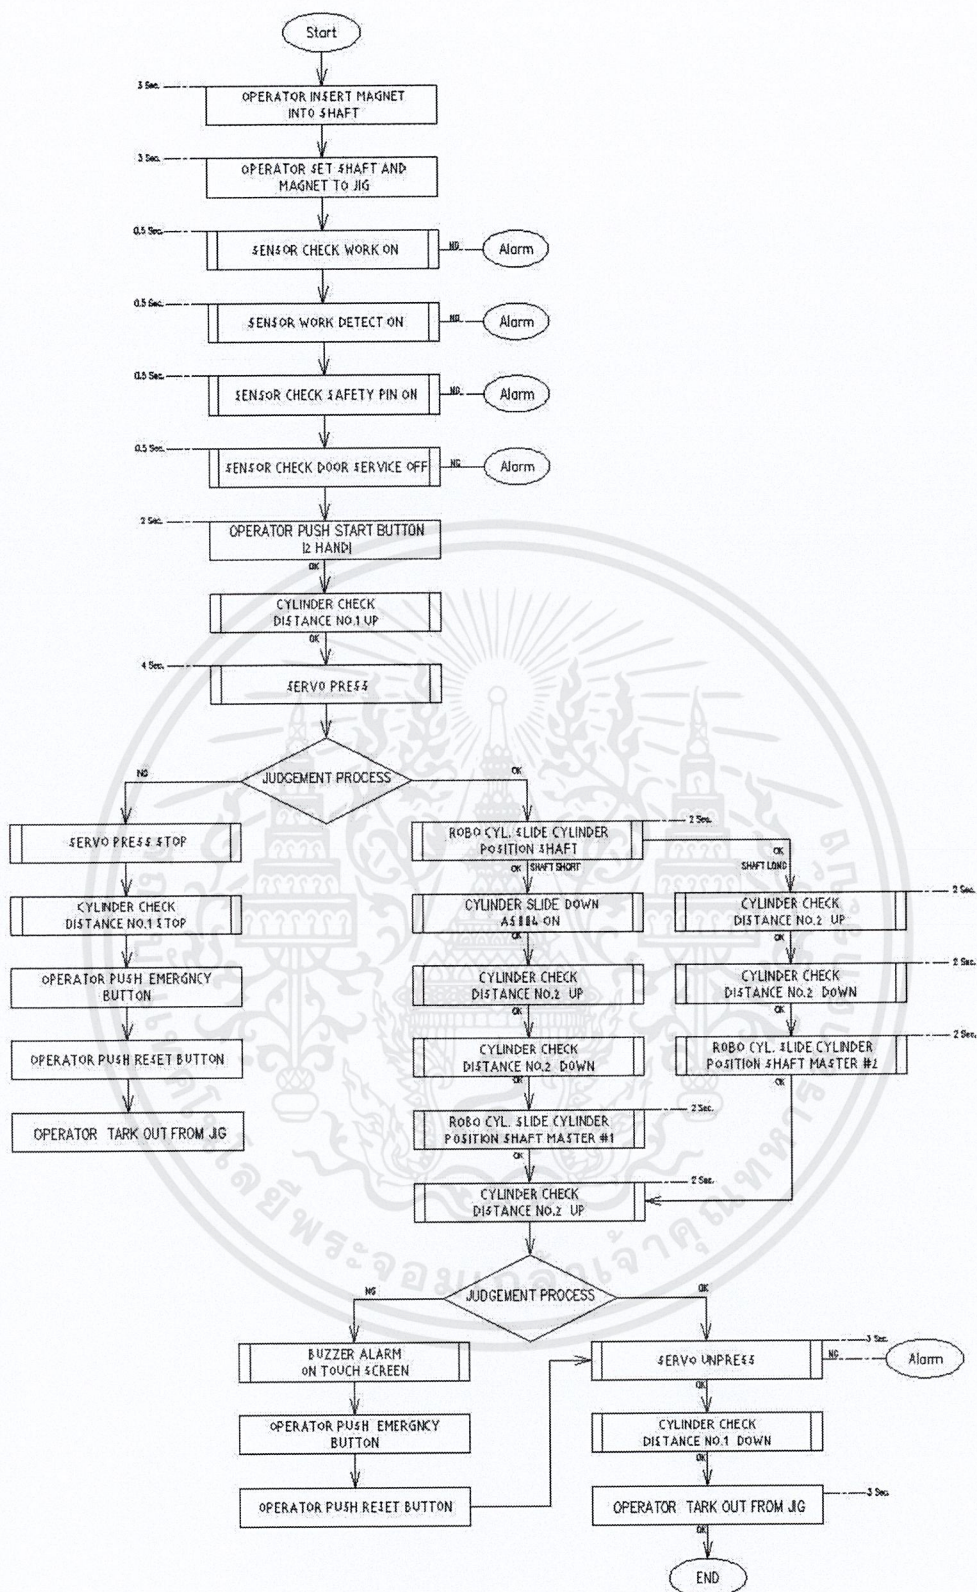 Start
3 Sec.
OPERATOR INSERT MAGNET
INTO SHAFT
3 Sec.
OPERATOR SET SHAFT AND
MAGNET TO JIG
0.5 Sec.
SENSOR CHECK WORK ON
NG
Alarm
0.5 Sec.
SENSOR WORK DETECT ON
NG
Alarm
0.5 Sec.
SENSOR CHECK SAFETY PIN ON
NG
Alarm
0.5 Sec.
SENSOR CHECK DOOR SERVICE OFF
NG
Alarm
2 Sec.
OPERATOR PUSH START BUTTON
|2 HAND|
OK
CYLINDER CHECK
DISTANCE NO.1 UP
OK
4 Sec.
SERVO PRESS
JUDGEMENT PROCESS
NG
OK
SERVO PRESS STOP
CYLINDER CHECK
DISTANCE NO.1 STOP
OPERATOR PUSH EMERGNCY
BUTTON
OPERATOR PUSH RESET BUTTON
OPERATOR TARK OUT FROM JIG
2 Sec.
ROBO CYL. SLIDE CYLINDER
POSITION SHAFT
OK SHAFT SHORT
OK
SHAFT LONG
CYLINDER SLIDE DOWN
ON
OK
CYLINDER CHECK
DISTANCE NO.2 UP
OK
CYLINDER CHECK
DISTANCE NO.2 DOWN
OK
2 Sec.
ROBO CYL. SLIDE CYLINDER
POSITION SHAFT MASTER #1
OK
2 Sec.
CYLINDER CHECK
DISTANCE NO.2 UP
2 Sec.
CYLINDER CHECK
DISTANCE NO.2 UP
OK
2 Sec.
CYLINDER CHECK
DISTANCE NO.2 DOWN
OK
2 Sec.
ROBO CYL. SLIDE CYLINDER
POSITION SHAFT MASTER #2
OK
JUDGEMENT PROCESS
NG
OK
BUZZER ALARM
ON TOUCH SCREEN
OPERATOR PUSH EMERGNCY
BUTTON
OPERATOR PUSH RESET BUTTON
3 Sec.
SERVO UNPRESS
NG
Alarm
OK
CYLINDER CHECK
DISTANCE NO.1 DOWN
OK
3 Sec.
OPERATOR TARK OUT FROM JIG
OK
END